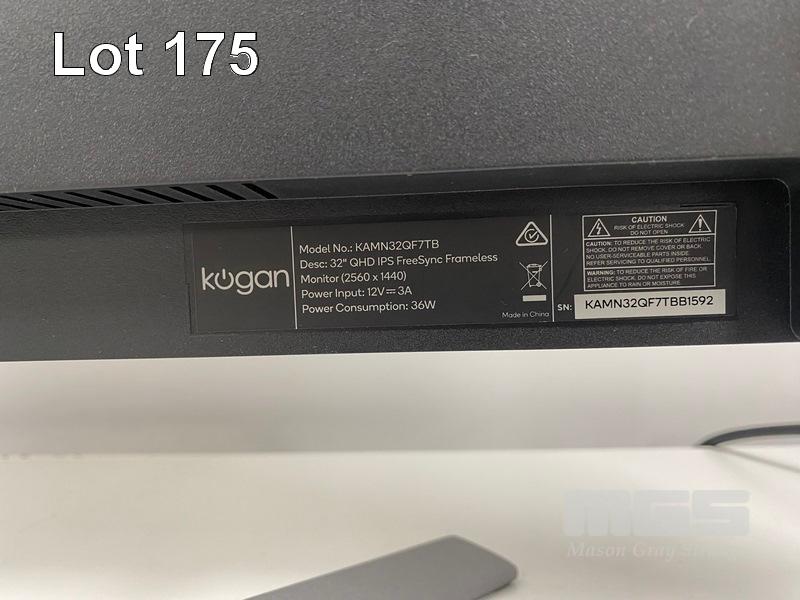 Lot 175
kogan
Model No.: KAMN32QF7TB
Desc: 32" QHD IPS FreeSync Frameless
Monitor (2560 x 1440)
Power Input: 12V⎓3A
Power Consumption: 36W
Made in China
CAUTION
RISK OF ELECTRIC SHOCK
DO NOT OPEN
CAUTION: TO REDUCE THE RISK OF ELECTRIC
SHOCK, DO NOT REMOVE COVER OR BACK.
NO USER-SERVICEABLE PARTS INSIDE.
REFER SERVICING TO QUALIFIED PERSONNEL.
WARNING: TO REDUCE THE RISK OF FIRE OR
ELECTRIC SHOCK, DO NOT EXPOSE THIS
APPLIANCE TO RAIN OR MOISTURE.
SN: KAMN32QF7TBB1592
MGS
Mason Gray